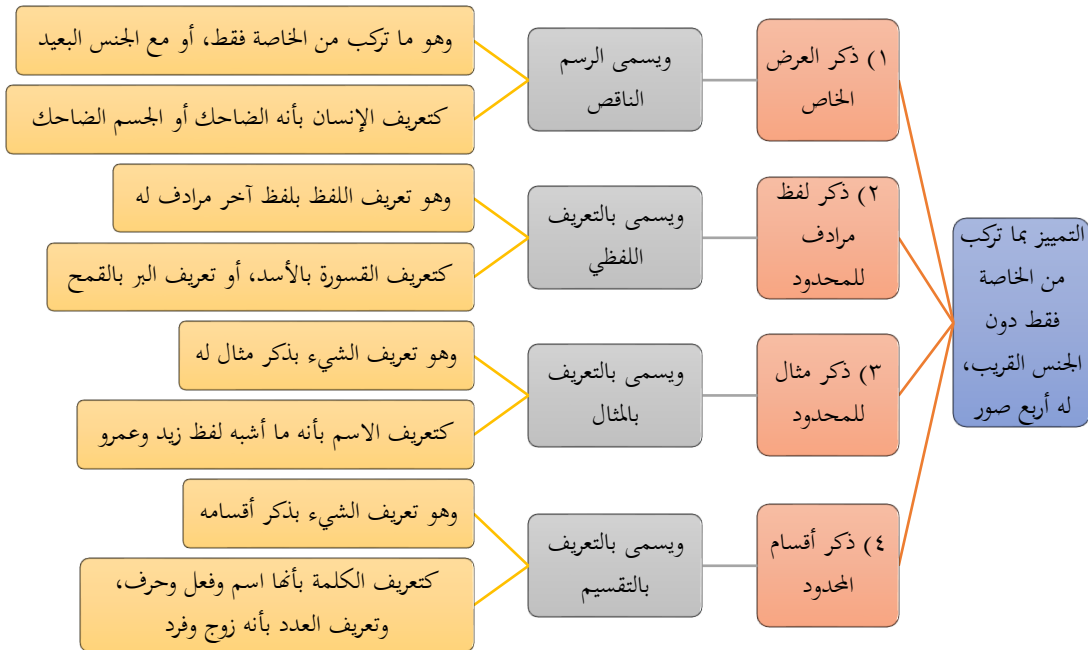 التمييز بما تركب
من الخاصة
فقط دون
الجنس القريب،
له أربع صور
١) ذكر العرض
الخاص
ويسمى الرسم
الناقص
وهو ما تركب من الخاصة فقط، أو مع الجنس البعيد
كتعريف الإنسان بأنه الضاحك أو الجسم الضاحك
٢) ذكر لفظ
مرادف
للمحدود
ويسمى بالتعريف
اللفظي
وهو تعريف اللفظ بلفظ آخر مرادف له
كتعريف القسورة بالأسد، أو تعريف البر بالقمح
٣) ذكر مثال
للمحدود
ويسمى بالتعريف
بالمثال
وهو تعريف الشيء بذكر مثال له
كتعريف الاسم بأنه ما أشبه لفظ زيد وعمرو
٤) ذكر أقسام
المحدود
ويسمى بالتعريف
بالتقسيم
وهو تعريف الشيء بذكر أقسامه
كتعريف الكلمة بأنها اسم وفعل وحرف،
وتعريف العدد بأنه زوج وفرد